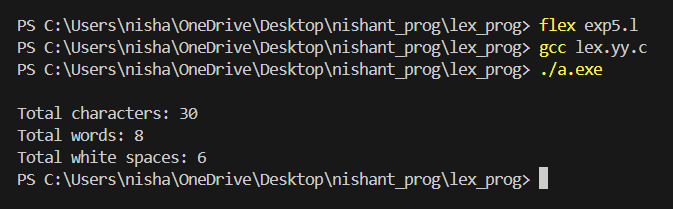 PS C:\Users\nisha\OneDrive\Desktop\nishant_prog\lex_prog> flex exp5.l
PS C:\Users\nisha\OneDrive\Desktop\nishant_prog\lex_prog> gcc lex.yy.c
PS C:\Users\nisha\OneDrive\Desktop\nishant_prog\lex_prog> ./a.exe
Total characters: 30
Total words: 8
Total white spaces: 6
PS C:\Users\nisha\OneDrive\Desktop\nishant_prog\lex_prog>